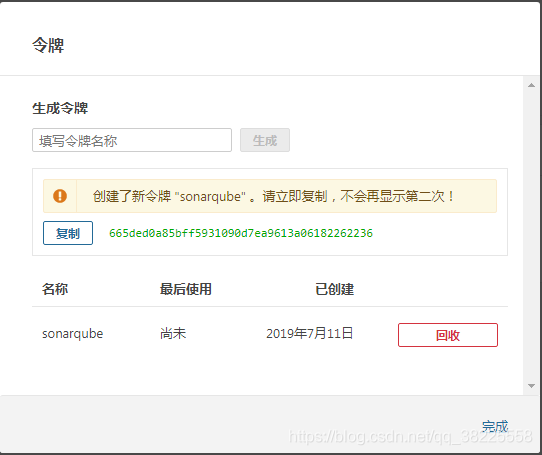 令牌
生成令牌
填写令牌名称 生成
创建了新令牌 "sonarqube" 。请立即复制，不会再显示第二次！
复制 665ded0a85bff5931090d7ea9613a06182262236
名称 最后使用 已创建
sonarqube 尚未 2019年7月11日 回收
完成
https://blog.csdn.net/qq_38225558